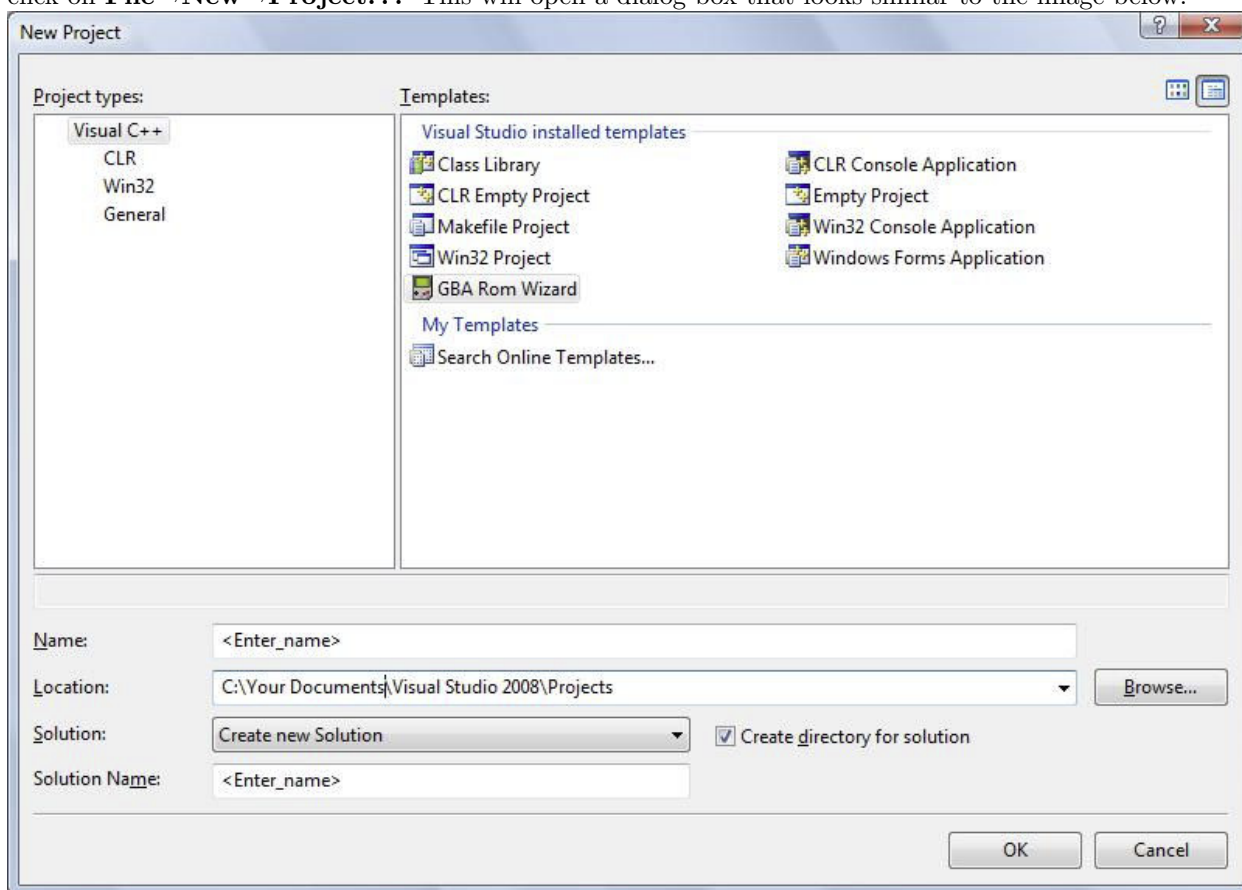 click on File→New→Project... This will open a dialog box that looks similar to the image below.
New Project
Project types:
Templates:
Visual C++
CLR
Win32
General
Visual Studio installed templates
Class Library
CLR Console Application
CLR Empty Project
Empty Project
Makefile Project
Win32 Console Application
Win32 Project
Windows Forms Application
GBA Rom Wizard
My Templates
Search Online Templates...
Name:
<Enter_name>
Location:
C:\Your Documents\Visual Studio 2008\Projects
Browse...
Solution:
Create new Solution
Create directory for solution
Solution Name:
<Enter_name>
OK
Cancel